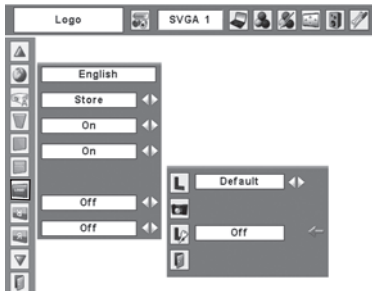 Logo
SVGA 1
English
Store
On
On
Off
Off
Default
Off